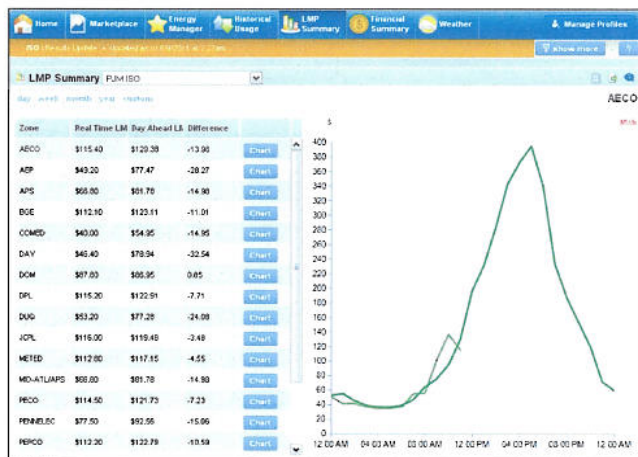 Home Marketplace Energy Manager Historical Usage LMP Summary Financial Summary Weather Manage Profiles
ISO
show more
LMP Summary PJM ISO
day week month year
AECO
Zone Real Time LM Day Ahead LM Difference
AECO $115.40 $129.38 -13.98 Chart
AEP $49.20 $77.47 -28.27 Chart
APS $66.80 $81.78 -14.98 Chart
BGE $112.10 $123.11 -11.01 Chart
COMED $40.00 $54.95 -14.95 Chart
DAY $46.40 $78.94 -32.54 Chart
DOM $87.80 $86.95 0.85 Chart
DPL $115.20 $122.91 -7.71 Chart
DUQ $53.20 $77.28 -24.08 Chart
JCPL $116.00 $119.48 -3.48 Chart
METED $112.60 $117.15 -4.55 Chart
MID-ATL/APS $66.80 $81.78 -14.98 Chart
PECO $114.50 $121.73 -7.23 Chart
PENNELEC $77.50 $92.56 -15.06 Chart
PEPCO $112.20 $122.79 -10.59 Chart
$
400
380
360
340
320
300
280
260
240
220
200
180
160
140
120
100
80
60
40
20
0
12:00 AM 04:00 AM 08:00 AM 12:00 PM 04:00 PM 08:00 PM 12:00 AM